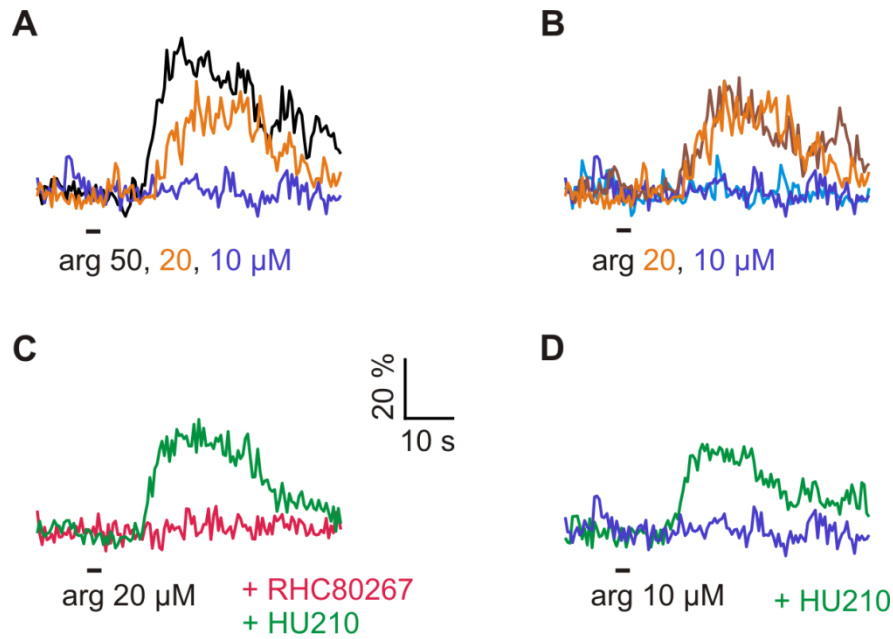 A
B
arg 50, 20, 10 µM
arg 20, 10 µM
C
D
20 %
10 s
arg 20 µM
+ RHC80267
+ HU210
arg 10 µM
+ HU210